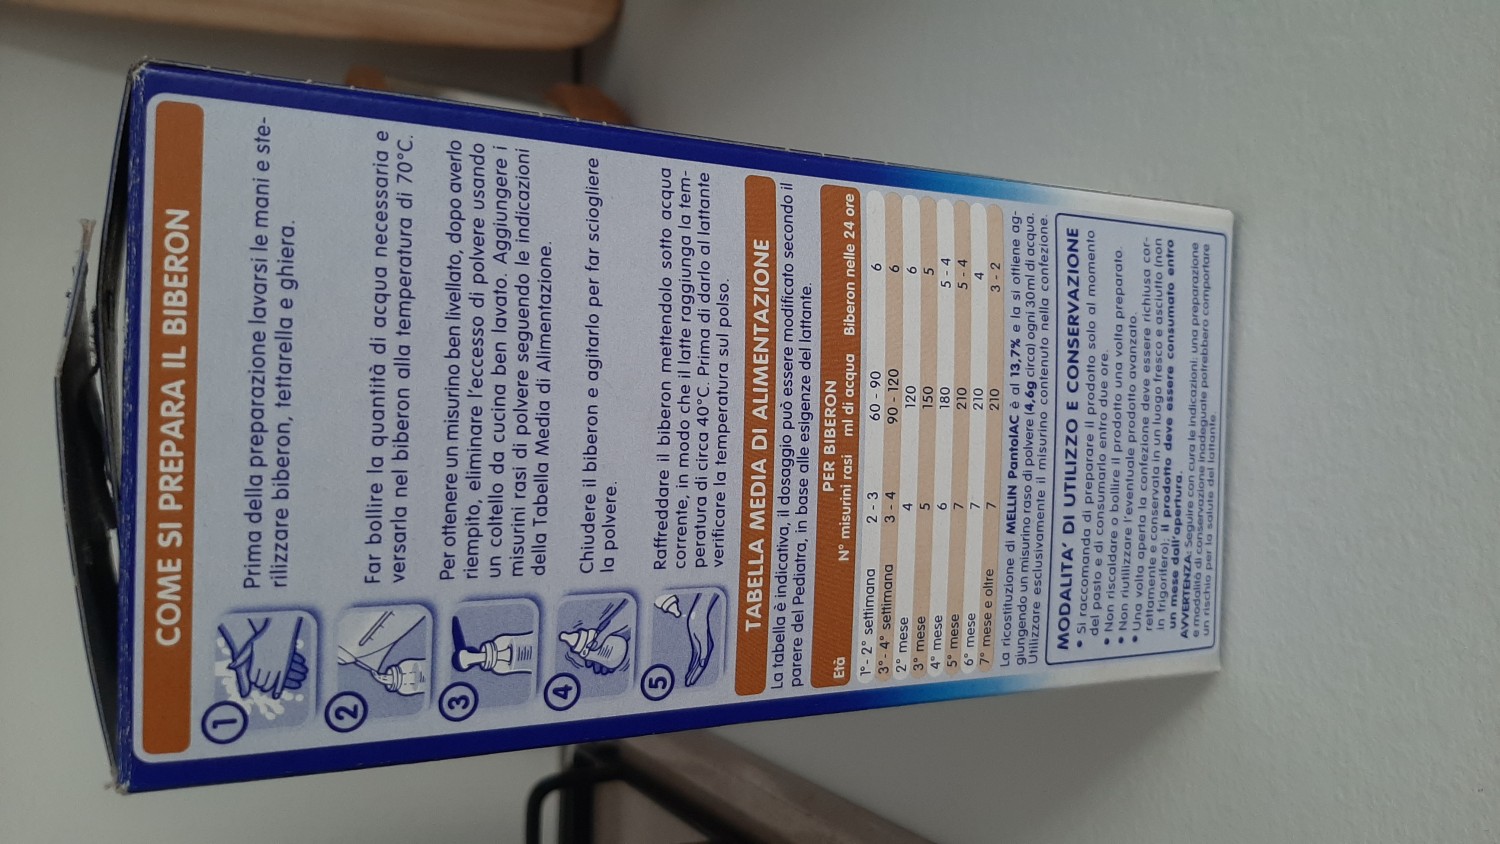 COME SI PREPARA IL BIBERON
1
Prima della preparazione lavarsi le mani e ste-
rilizzare biberon, tettarella e ghiera.
2
Far bollire la quantità di acqua necessaria e
versarla nel biberon alla temperatura di 70°C.
3
Per ottenere un misurino ben livellato, dopo averlo
riempito, eliminare l'eccesso di polvere usando
un coltello da cucina ben lavato. Aggiungere i
misurini rasi di polvere seguendo le indicazioni
della Tabella Media di Alimentazione.
4
Chiudere il biberon e agitarlo per far sciogliere
la polvere.
5
Raffreddare il biberon mettendolo sotto acqua
corrente, in modo che il latte raggiunga la tem-
peratura di circa 40°C. Prima di darlo al lattante
verificare la temperatura sul polso.
TABELLA MEDIA DI ALIMENTAZIONE
La tabella è indicativa, il dosaggio può essere modificato secondo il
parere del Pediatra, in base alle esigenze del lattante.
PER BIBERON
Età N° misurini rasi ml di acqua Biberon nelle 24 ore
1° - 2° settimana 2 - 3 60 - 90 6
3° - 4° settimana 3 - 4 90 - 120 6
2° mese 4 120 6
3° mese 5 150 5
4° mese 6 180 5 - 4
5° mese 7 210 5 - 4
6° mese 7 210 4
7° mese e oltre 7 210 3 - 2
La ricostituzione di MELLIN PantolAC è al 13,7% e la si ottiene ag-
giungendo un misurino raso di polvere (4,6g circa) ogni 30ml di acqua.
Utilizzare esclusivamente il misurino contenuto nella confezione.
MODALITA' DI UTILIZZO E CONSERVAZIONE
• Si raccomanda di preparare il prodotto solo al momento
del pasto e di consumarlo entro due ore.
• Non riscaldare o bollire il prodotto una volta preparato.
• Non riutilizzare l'eventuale prodotto avanzato.
• Una volta aperta la confezione deve essere richiusa cor-
rettamente e conservata in un luogo fresco e asciutto (non
in frigorifero); il prodotto deve essere consumato entro
un mese dall'apertura.
AVVERTENZA: Seguire con cura le indicazioni: una preparazione
e modalità di conservazione inadeguate potrebbero comportare
un rischio per la salute del lattante.